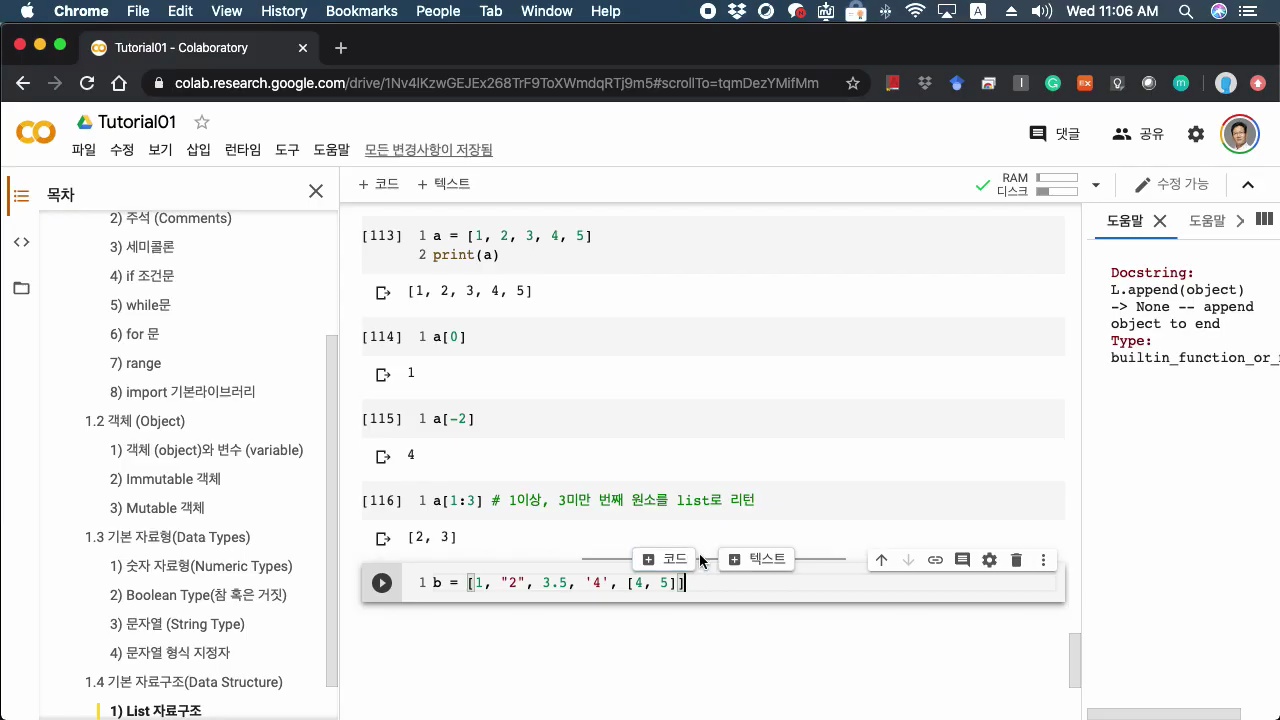 Chrome File Edit View History Bookmarks People Tab Window Help A Wed 11:06 AM
Tutorial01 - Colaboratory
colab.research.google.com/drive/1Nv4lKzwGEJEx268TrF9ToXWmdqRTj9m5#scrollTo=tqmDezYMifMm
Tutorial01
댓글 공유
파일 수정 보기 삽입 런타임 도구 도움말 모든 변경사항이 저장됨
목차
+ 코드 + 텍스트
RAM
디스크
수정 가능
2) 주석 (Comments)
3) 세미콜론
4) if 조건문
5) while문
6) for 문
7) range
8) import 기본라이브러리
1.2 객체 (Object)
1) 객체 (object)와 변수 (variable)
2) Immutable 객체
3) Mutable 객체
1.3 기본 자료형(Data Types)
1) 숫자 자료형(Numeric Types)
2) Boolean Type(참 혹은 거짓)
3) 문자열 (String Type)
4) 문자열 형식 지정자
1.4 기본 자료구조(Data Structure)
1) List 자료구조
[113] 1 a = [1, 2, 3, 4, 5]
2 print(a)
[1, 2, 3, 4, 5]
[114] 1 a[0]
1
[115] 1 a[-2]
4
[116] 1 a[1:3] # 1이상, 3미만 번째 원소를 list로 리턴
[2, 3]
코드 텍스트
1 b = [1, "2", 3.5, '4', [4, 5]]
도움말 도움말
Docstring:
L.append(object)
-> None -- append
object to end
Type:
builtin_function_or_